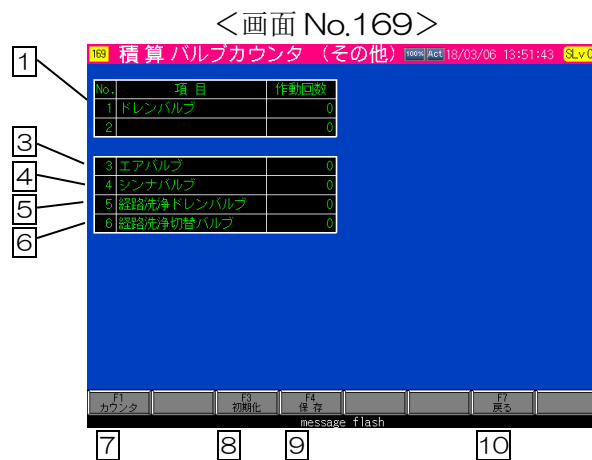 ＜画面 No.169＞
169 積 算 バルブカウンタ （その他） 100% Act 18/03/06 13:51:43 SLv0
1
No. 項 目 作動回数
1 ドレンバルブ 0
2 0
3 3 エアバルブ 0
4 4 シンナバルブ 0
5 5 経路洗浄ドレンバルブ 0
6 6 経路洗浄切替バルブ 0
F1 F3 F4 F7
カウンタ 初期化 保 存 戻る
message flash
7 8 9 10